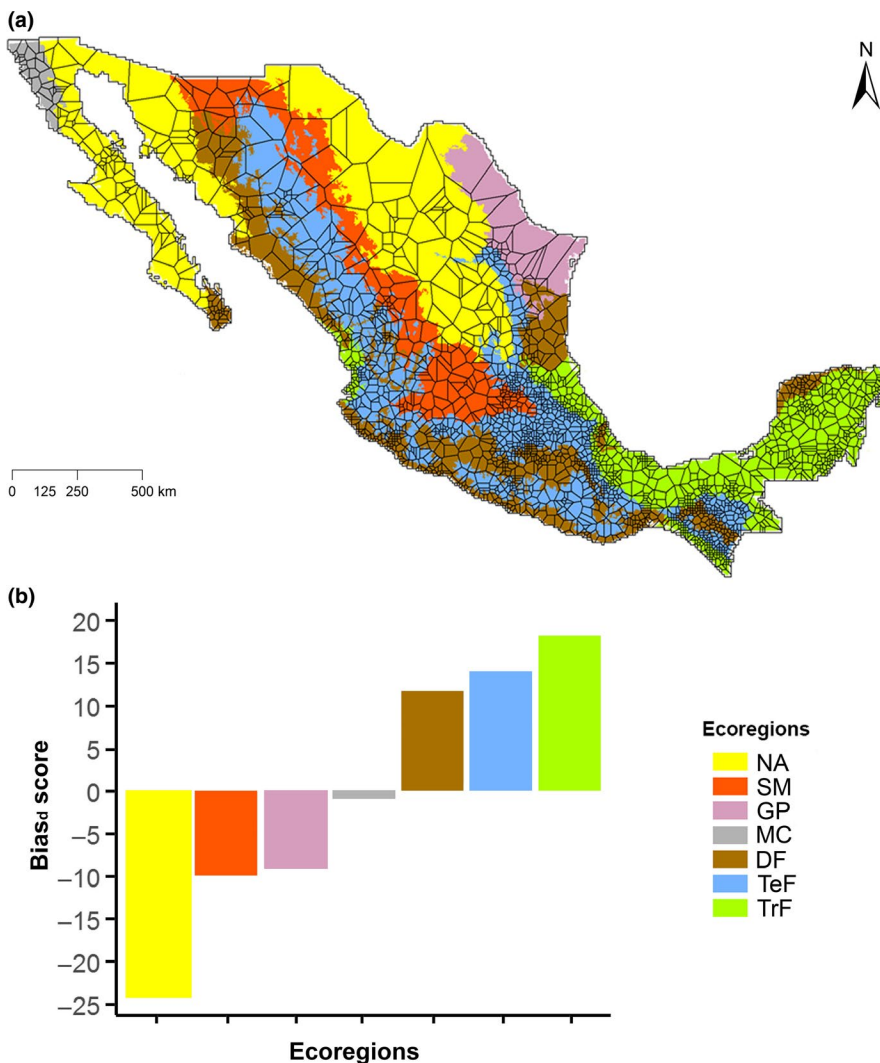 (a)
N
0 125 250 500 km
(b)
20
15
10
5
0
–5
–10
–15
–20
–25
Biasd score
Ecoregions
Ecoregions
NA
SM
GP
MC
DF
TeF
TrF